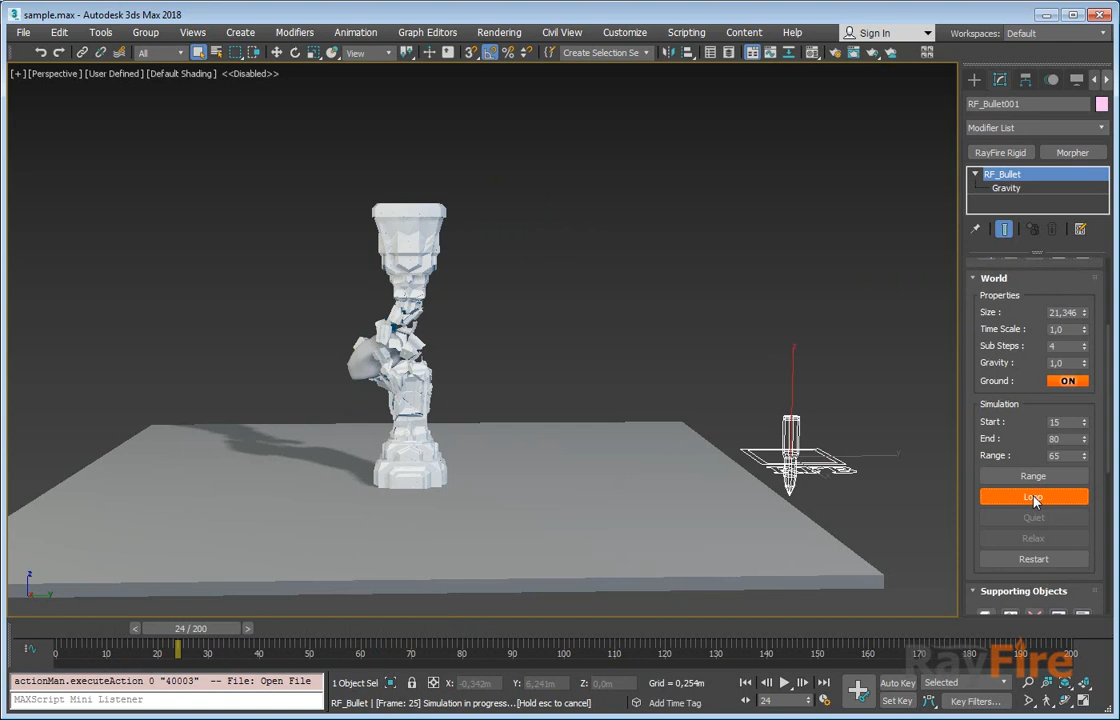 sample.max - Autodesk 3ds Max 2018
File Edit Tools Group Views Create Modifiers Animation Graph Editors Rendering Civil View Customize Scripting Content Help Sign In Workspaces: Default
All View Create Selection Se
[+] [Perspective] [User Defined] [Default Shading] <<Disabled>>
RF_Bullet001
Modifier List
RayFire Rigid Morpher
RF_Bullet
Gravity
World
Properties
Size : 21,346
Time Scale : 1,0
Sub Steps : 4
Gravity : 1,0
Ground : ON
Simulation
Start : 15
End : 80
Range : 65
Range
Loop
Quiet
Relax
Restart
Supporting Objects
< 24 / 200 >
0 10 20 30 40 50 60 70 80 90 100 110 120 130 140 150 160 170 180 190 200
RayFire
actionMan.executeAction 0 "40003" -- File: Open File
MAXScript Mini Listener
1 Object Sel X: -0,342m Y: 6,241m Z: 0,0m Grid = 0,254m Auto Key Selected
RF_Bullet | [Frame: 25] Simulation in progress... [Hold esc to cancel] Add Time Tag 24 Set Key Key Filters...